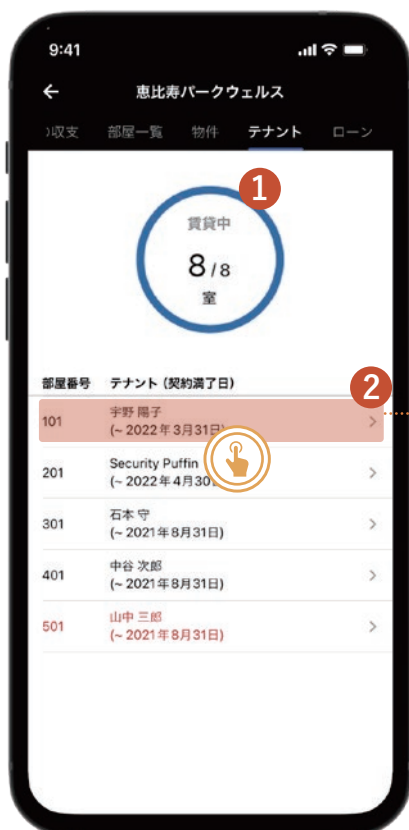 9:41
恵比寿パークウェルス
収支 部屋一覧 物件 テナント ローン
1
賃貸中
8/8
室
部屋番号 テナント (契約満了日)
2
101 宇野 陽子
(~ 2022年3月31日)
201 Security Puffin
(~ 2022年4月30
301 石本 守
(~ 2021年8月31日)
401 中谷 次郎
(~ 2021年8月31日)
501 山中 三郎
(~ 2021年8月31日)